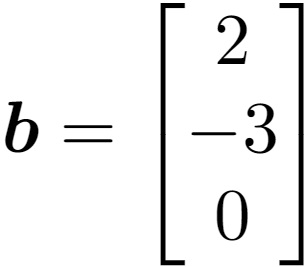 b = [2
−3
0]